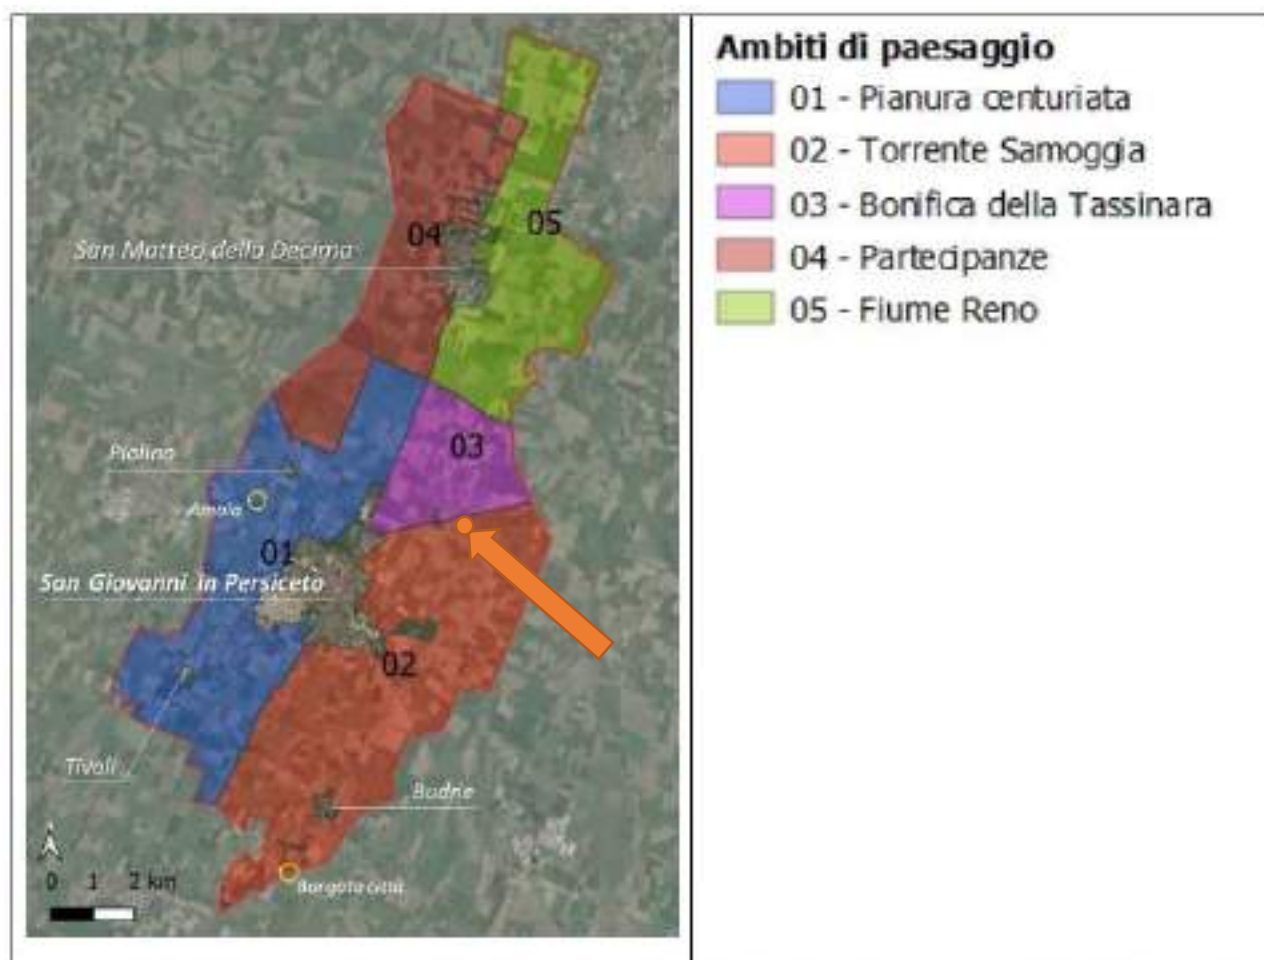 Ambiti di paesaggio
01 - Pianura centuriata
02 - Torrente Samoggia
03 - Bonifica della Tassinara
04 - Partecipanze
05 - Fiume Reno
04
05
San Matteo della Decima
03
Piolino
Amola
01
San Giovanni in Persiceto
02
Tivoli
Budrie
Borgata città
0 1 2 km